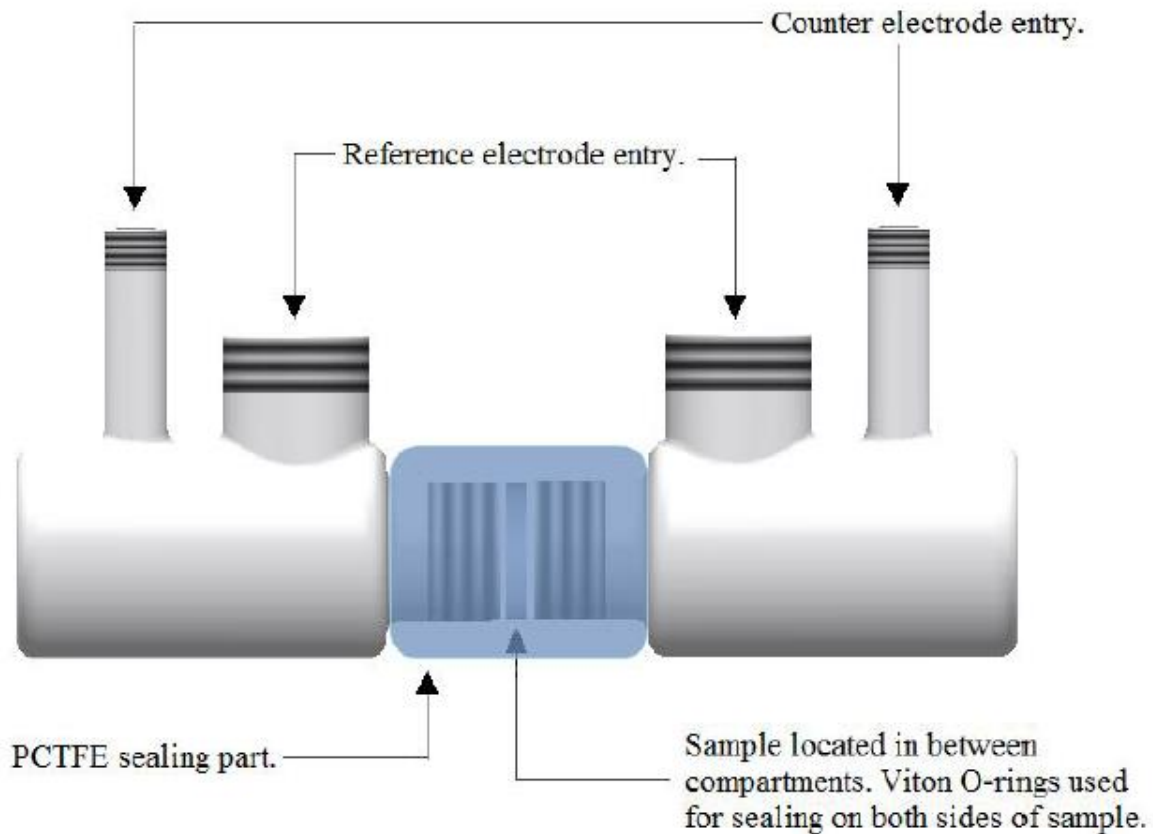 Counter electrode entry.
Reference electrode entry.
PCTFE sealing part.
Sample located in between
compartments. Viton O-rings used
for sealing on both sides of sample.